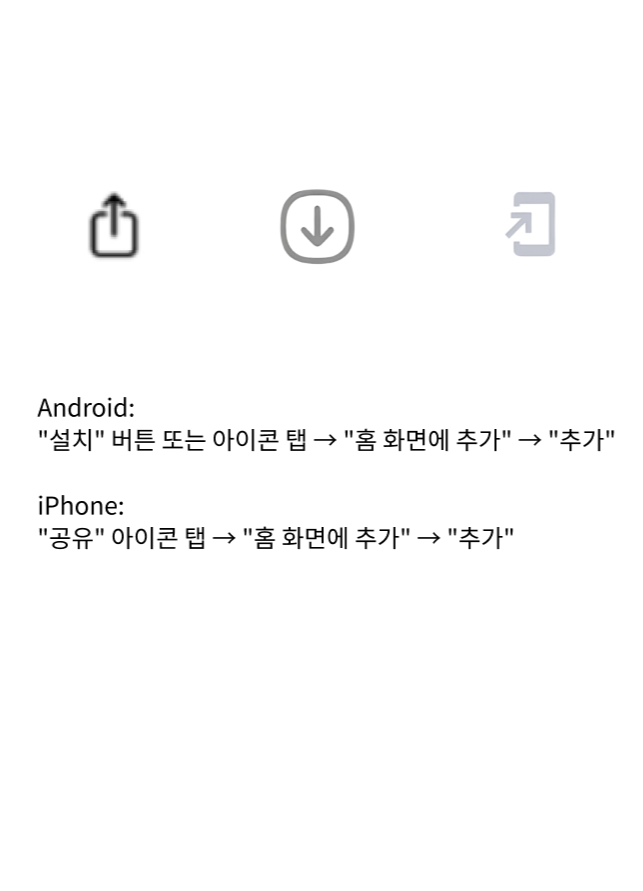 Android:
"설치" 버튼 또는 아이콘 탭 → "홈 화면에 추가" → "추가"
iPhone:
"공유" 아이콘 탭 → "홈 화면에 추가" → "추가"